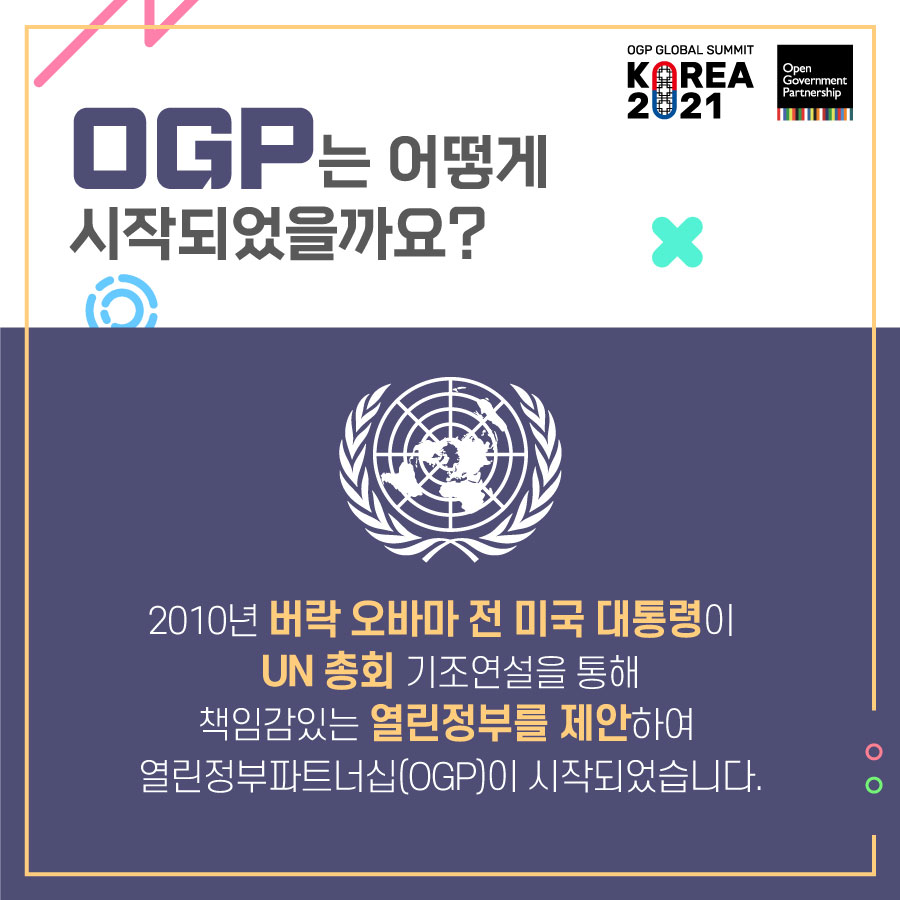 OGP GLOBAL SUMMIT
KOREA
2021
Open
Government
Partnership
OGP는 어떻게
시작되었을까요?
2010년 버락 오바마 전 미국 대통령이
UN 총회 기조연설을 통해
책임감있는 열린정부를 제안하여
열린정부파트너십(OGP)이 시작되었습니다.